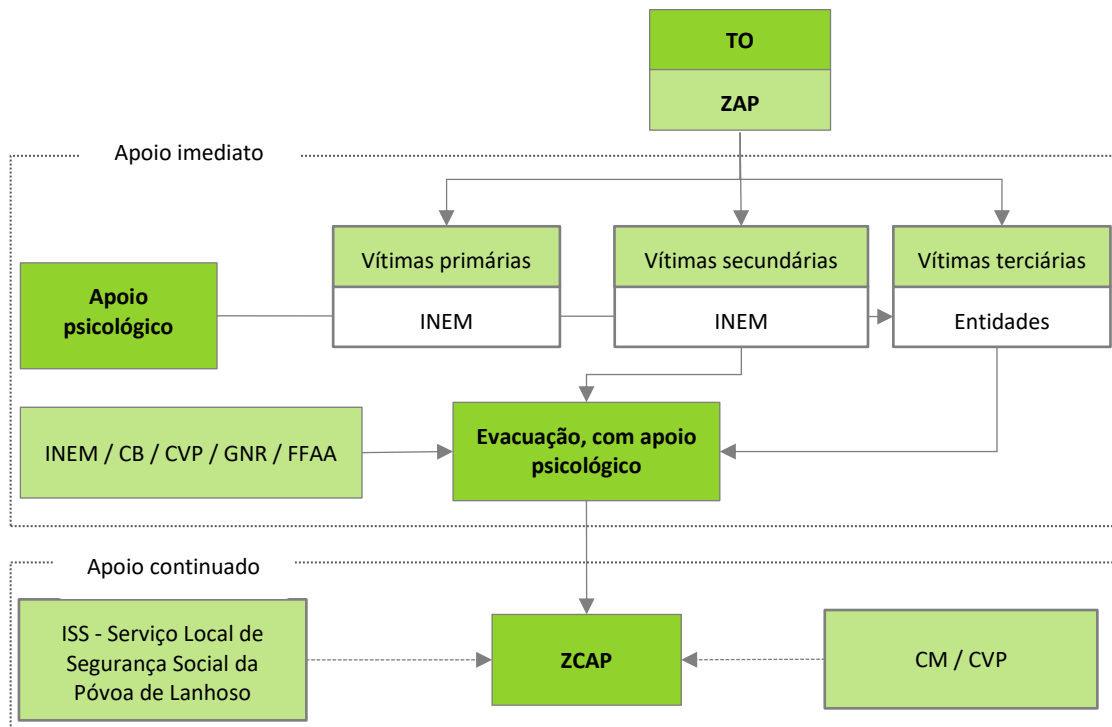 TO
ZAP
Apoio imediato
Vítimas primárias
Vítimas secundárias
Vítimas terciárias
Apoio
psicológico
INEM
INEM
Entidades
INEM / CB / CVP / GNR / FFAA
Evacuação, com apoio
psicológico
Apoio continuado
ISS - Serviço Local de
Segurança Social da
Póvoa de Lanhoso
ZCAP
CM / CVP